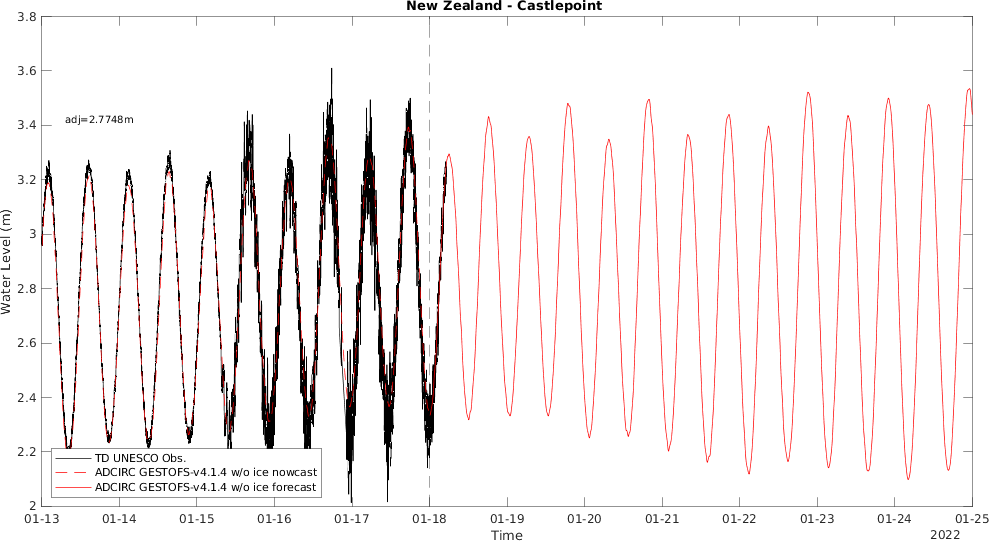 New Zealand - Castlepoint
3.8
3.6
3.4
3.2
3
2.8
2.6
2.4
2.2
2
Water Level (m)
adj=2.7748m
TD UNESCO Obs.
ADCIRC GESTOFS-v4.1.4 w/o ice nowcast
ADCIRC GESTOFS-v4.1.4 w/o ice forecast
01-13 01-14 01-15 01-16 01-17 01-18 01-19 01-20 01-21 01-22 01-23 01-24 01-25
Time
2022